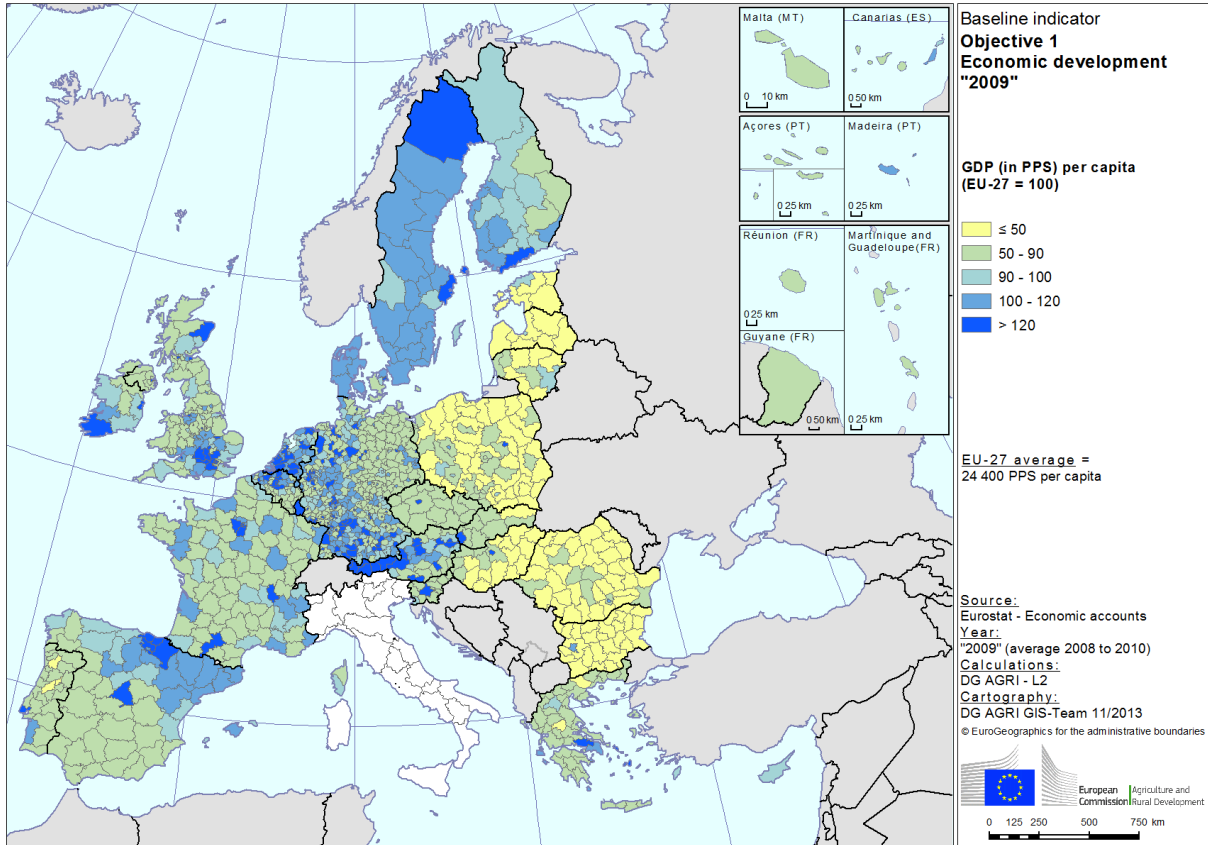 Malta (MT)
0 10 km
Canarias (ES)
0 50 km
Açores (PT)
0 25 km
Madeira (PT)
0 25 km
Réunion (FR)
0 25 km
Martinique and
Guadeloupe(FR)
0 25 km
Guyane (FR)
0 50 km
Baseline indicator
Objective 1
Economic development
"2009"
GDP (in PPS) per capita
(EU-27 = 100)
≤ 50
50 - 90
90 - 100
100 - 120
> 120
EU-27 average =
24 400 PPS per capita
Source:
Eurostat - Economic accounts
Year:
"2009" (average 2008 to 2010)
Calculations:
DG AGRI - L2
Cartography:
DG AGRI GIS-Team 11/2013
© EuroGeographics for the administrative boundaries
European
Commission
Agriculture and
Rural Development
0 125 250 500 750 km